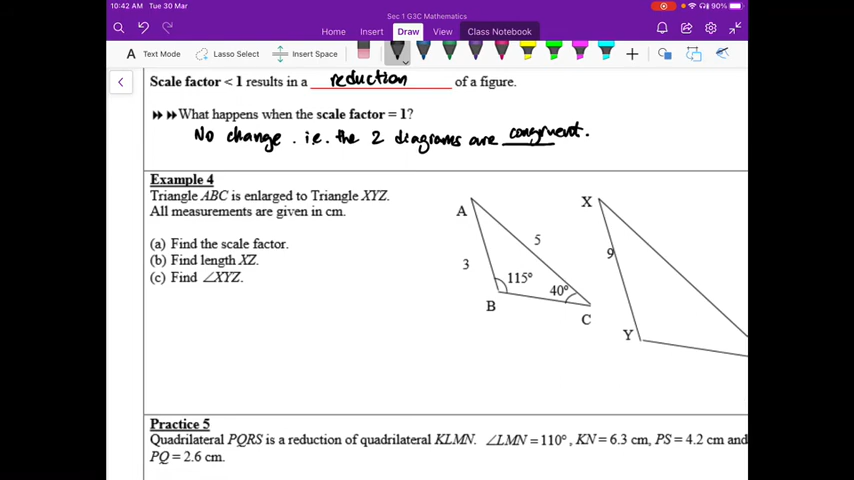 10:42 AM Tue 30 Mar
90%
Sec 1 G3C Mathematics
Home Insert Draw View Class Notebook
A Text Mode Lasso Select Insert Space
Scale factor < 1 results in a reduction of a figure.
What happens when the scale factor = 1?
No change . i.e. the 2 diagrams are congruent.
Example 4
Triangle ABC is enlarged to Triangle XYZ.
All measurements are given in cm.
(a) Find the scale factor.
(b) Find length XZ.
(c) Find ∠XYZ.
A
5
3
115°
40°
B
C
X
9
Y
Practice 5
Quadrilateral PQRS is a reduction of quadrilateral KLMN. ∠LMN = 110°, KN = 6.3 cm, PS = 4.2 cm and
PQ = 2.6 cm.